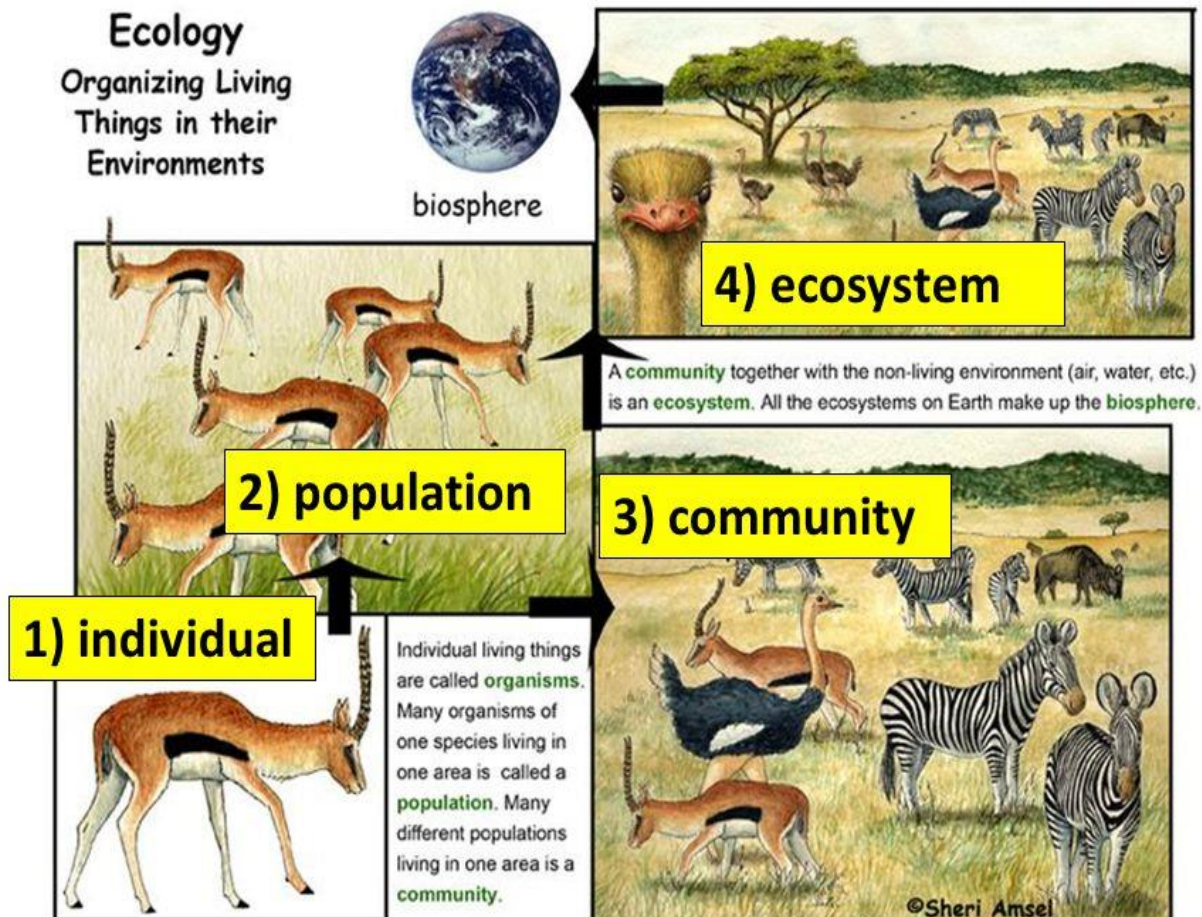 Ecology
Organizing Living
Things in their
Environments
biosphere
4) ecosystem
A community together with the non-living environment (air, water, etc.)
is an ecosystem. All the ecosystems on Earth make up the biosphere.
2) population
3) community
1) individual
Individual living things
are called organisms.
Many organisms of
one species living in
one area is called a
population. Many
different populations
living in one area is a
community.
©Sheri Amsel